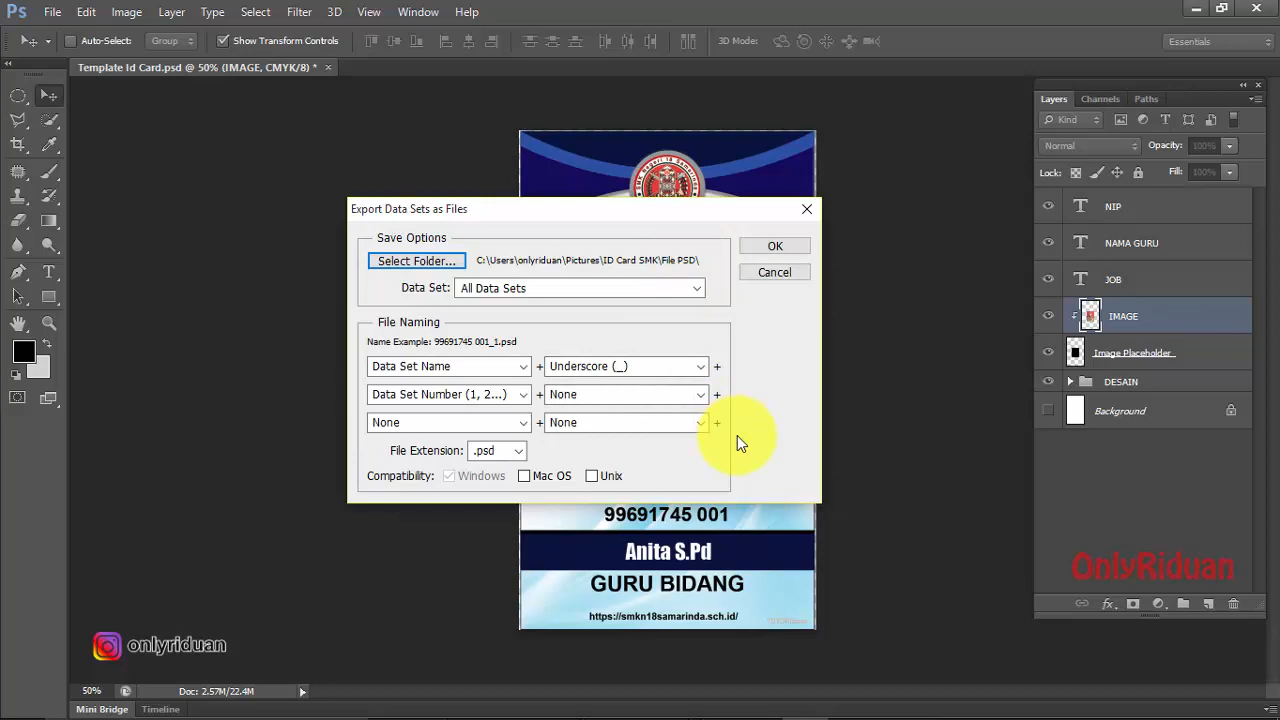 Ps File Edit Image Layer Type Select Filter 3D View Window Help
Auto-Select: Group Show Transform Controls 3D Mode: Essentials
Template Id Card.psd @ 50% (IMAGE, CMYK/8) * ×
Layers Channels Paths
Kind
Normal Opacity: 100%
Lock: Fill: 100%
NIP
NAMA GURU
JOB
IMAGE
Image Placeholder
DESAIN
Background
SMK Negeri 18 Samarinda
Export Data Sets as Files
Save Options
OK
Select Folder... C:\Users\onlyriduan\Pictures\ID Card SMK\File PSD\
Cancel
Data Set: All Data Sets
File Naming
Name Example: 99691745 001_1.psd
Data Set Name + Underscore (_) +
Data Set Number (1, 2...) + None +
None + None +
File Extension: .psd
Compatibility: Windows Mac OS Unix
99691745 001
Anita S.Pd
GURU BIDANG
https://smkn18samarinda.sch.id/
OnlyRiduan
onlyriduan
50% Doc: 2.57M/22.4M
Mini Bridge Timeline